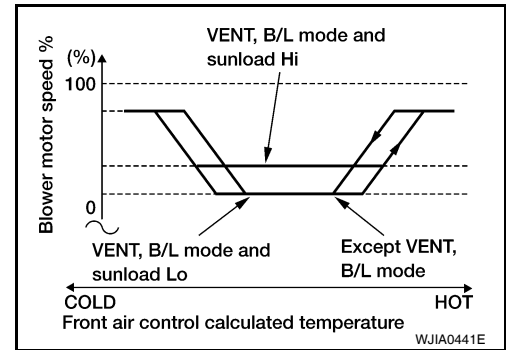 VENT, B/L mode and
sunload Hi
Blower motor speed %
(%)
100
0
VENT, B/L mode and
sunload Lo
Except VENT,
B/L mode
COLD
HOT
Front air control calculated temperature
WJIA0441E